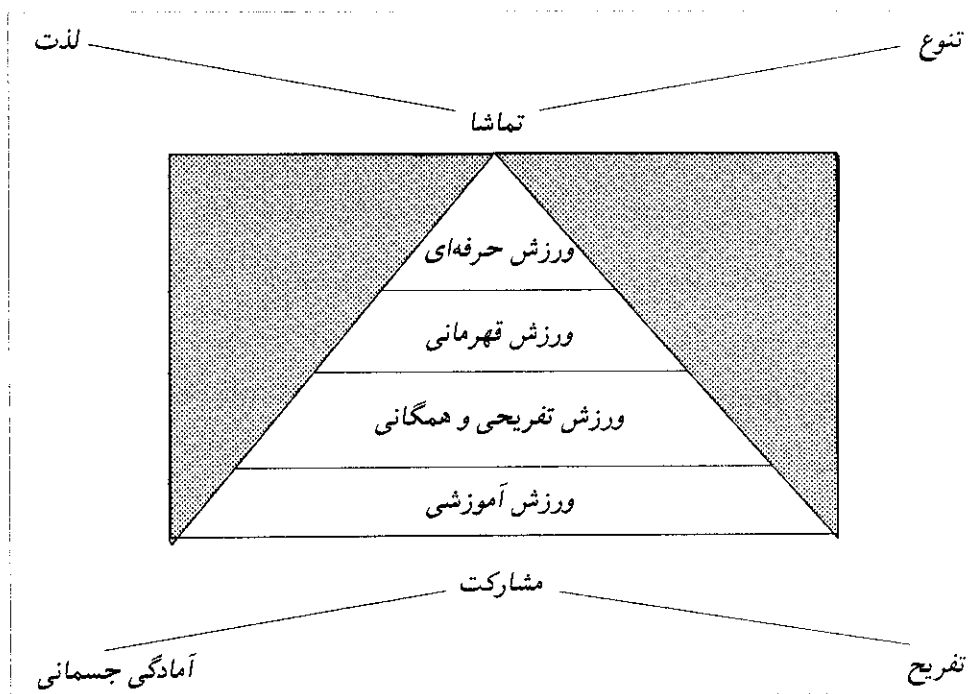 تنوع
لذت
تماشا
ورزش حرفه‌ای
ورزش قهرمانی
ورزش تفریحی و همگانی
ورزش آموزشی
مشارکت
تفریح
آمادگی جسمانی